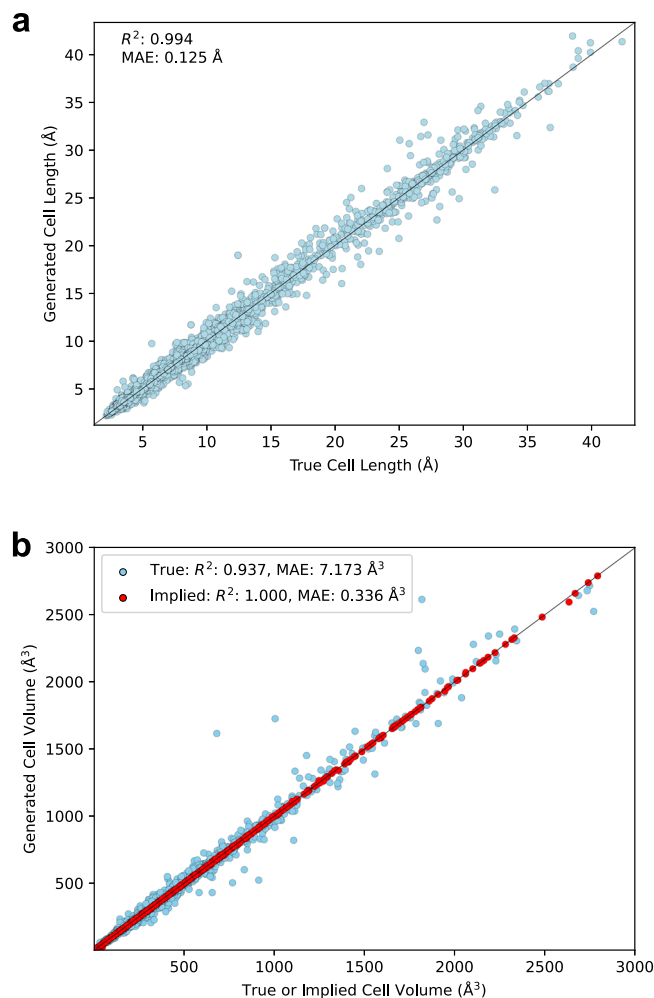 a
R²: 0.994
MAE: 0.125 Å
40
35
30
25
20
15
10
5
Generated Cell Length (Å)
5 10 15 20 25 30 35 40
True Cell Length (Å)
b
True: R²: 0.937, MAE: 7.173 Å³
Implied: R²: 1.000, MAE: 0.336 Å³
3000
2500
2000
1500
1000
500
Generated Cell Volume (Å³)
500 1000 1500 2000 2500 3000
True or Implied Cell Volume (Å³)